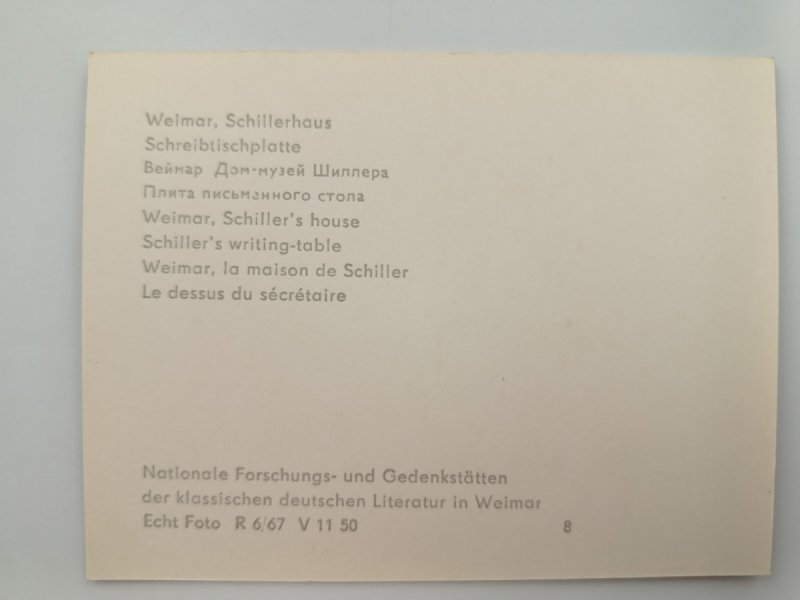 Weimar, Schillerhaus
Schreibtischplatte
Веймар Дом-музей Шиллера
Плита письменного стола
Weimar, Schiller's house
Schiller's writing-table
Weimar, la maison de Schiller
Le dessus du sécrétaire
Nationale Forschungs- und Gedenkstätten
der klassischen deutschen Literatur in Weimar
Echt Foto R 6/67 V 11 50 8